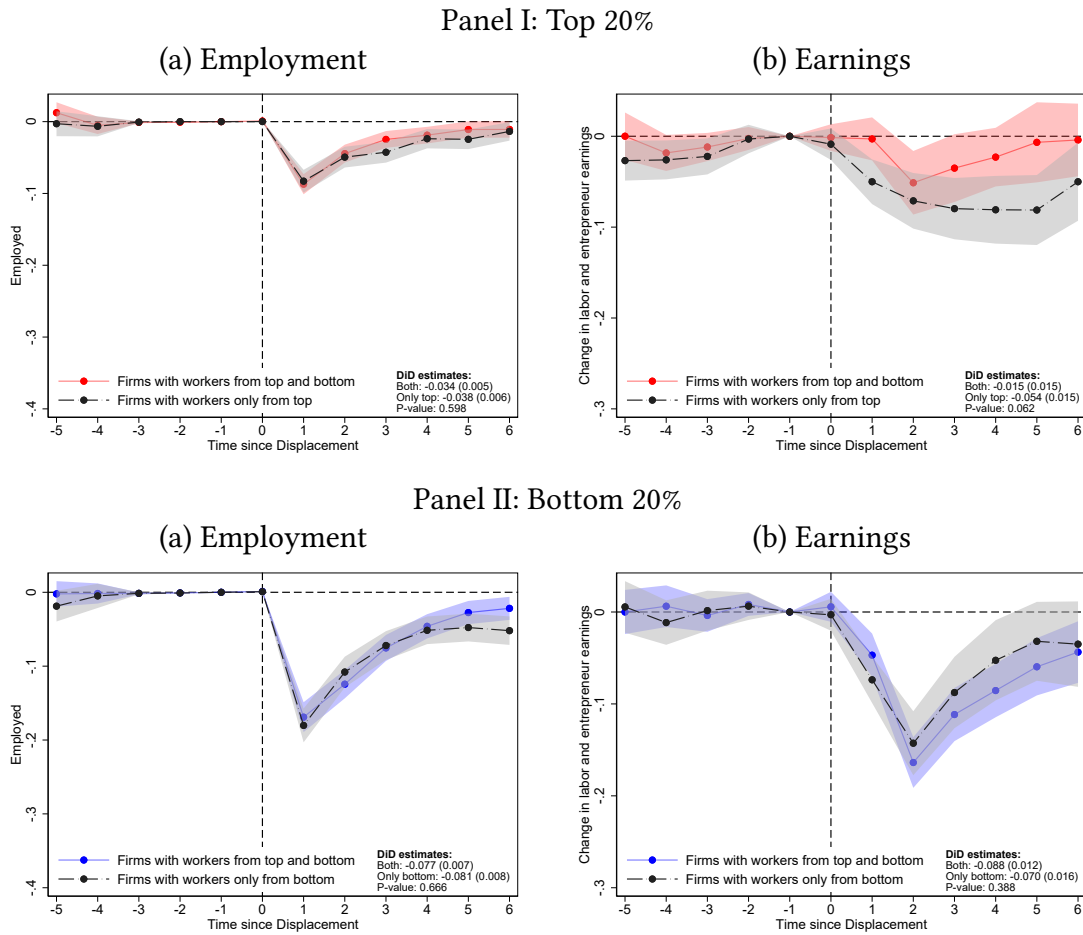 Panel I: Top 20%
(a) Employment
(b) Earnings
Employed
0
-.1
-.2
-.3
-.4
Firms with workers from top and bottom
Firms with workers only from top
DiD estimates:
Both: -0.034 (0.005)
Only top: -0.038 (0.006)
P-value: 0.598
-5 -4 -3 -2 -1 0 1 2 3 4 5 6
Time since Displacement
Change in labor and entrepreneur earnings
0
-.1
-.2
-.3
Firms with workers from top and bottom
Firms with workers only from top
DiD estimates:
Both: -0.015 (0.015)
Only top: -0.054 (0.015)
P-value: 0.062
-5 -4 -3 -2 -1 0 1 2 3 4 5 6
Time since Displacement
Panel II: Bottom 20%
(a) Employment
(b) Earnings
Employed
0
-.1
-.2
-.3
-.4
Firms with workers from top and bottom
Firms with workers only from bottom
DiD estimates:
Both: -0.077 (0.007)
Only bottom: -0.081 (0.008)
P-value: 0.666
-5 -4 -3 -2 -1 0 1 2 3 4 5 6
Time since Displacement
Change in labor and entrepreneur earnings
0
-.1
-.2
-.3
Firms with workers from top and bottom
Firms with workers only from bottom
DiD estimates:
Both: -0.088 (0.012)
Only bottom: -0.070 (0.016)
P-value: 0.388
-5 -4 -3 -2 -1 0 1 2 3 4 5 6
Time since Displacement